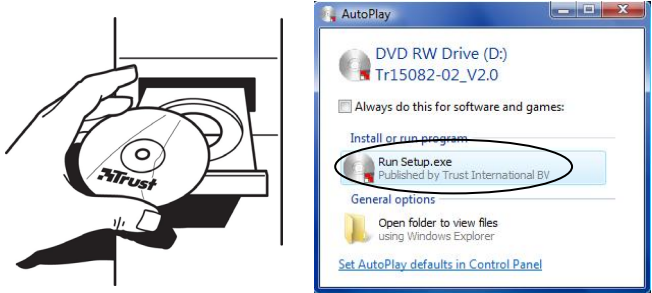 Trust
AutoPlay
DVD RW Drive (D:)
Tr15082-02_V2.0
Always do this for software and games:
Install or run program
Run Setup.exe
Published by Trust International BV
General options
Open folder to view files
using Windows Explorer
Set AutoPlay defaults in Control Panel